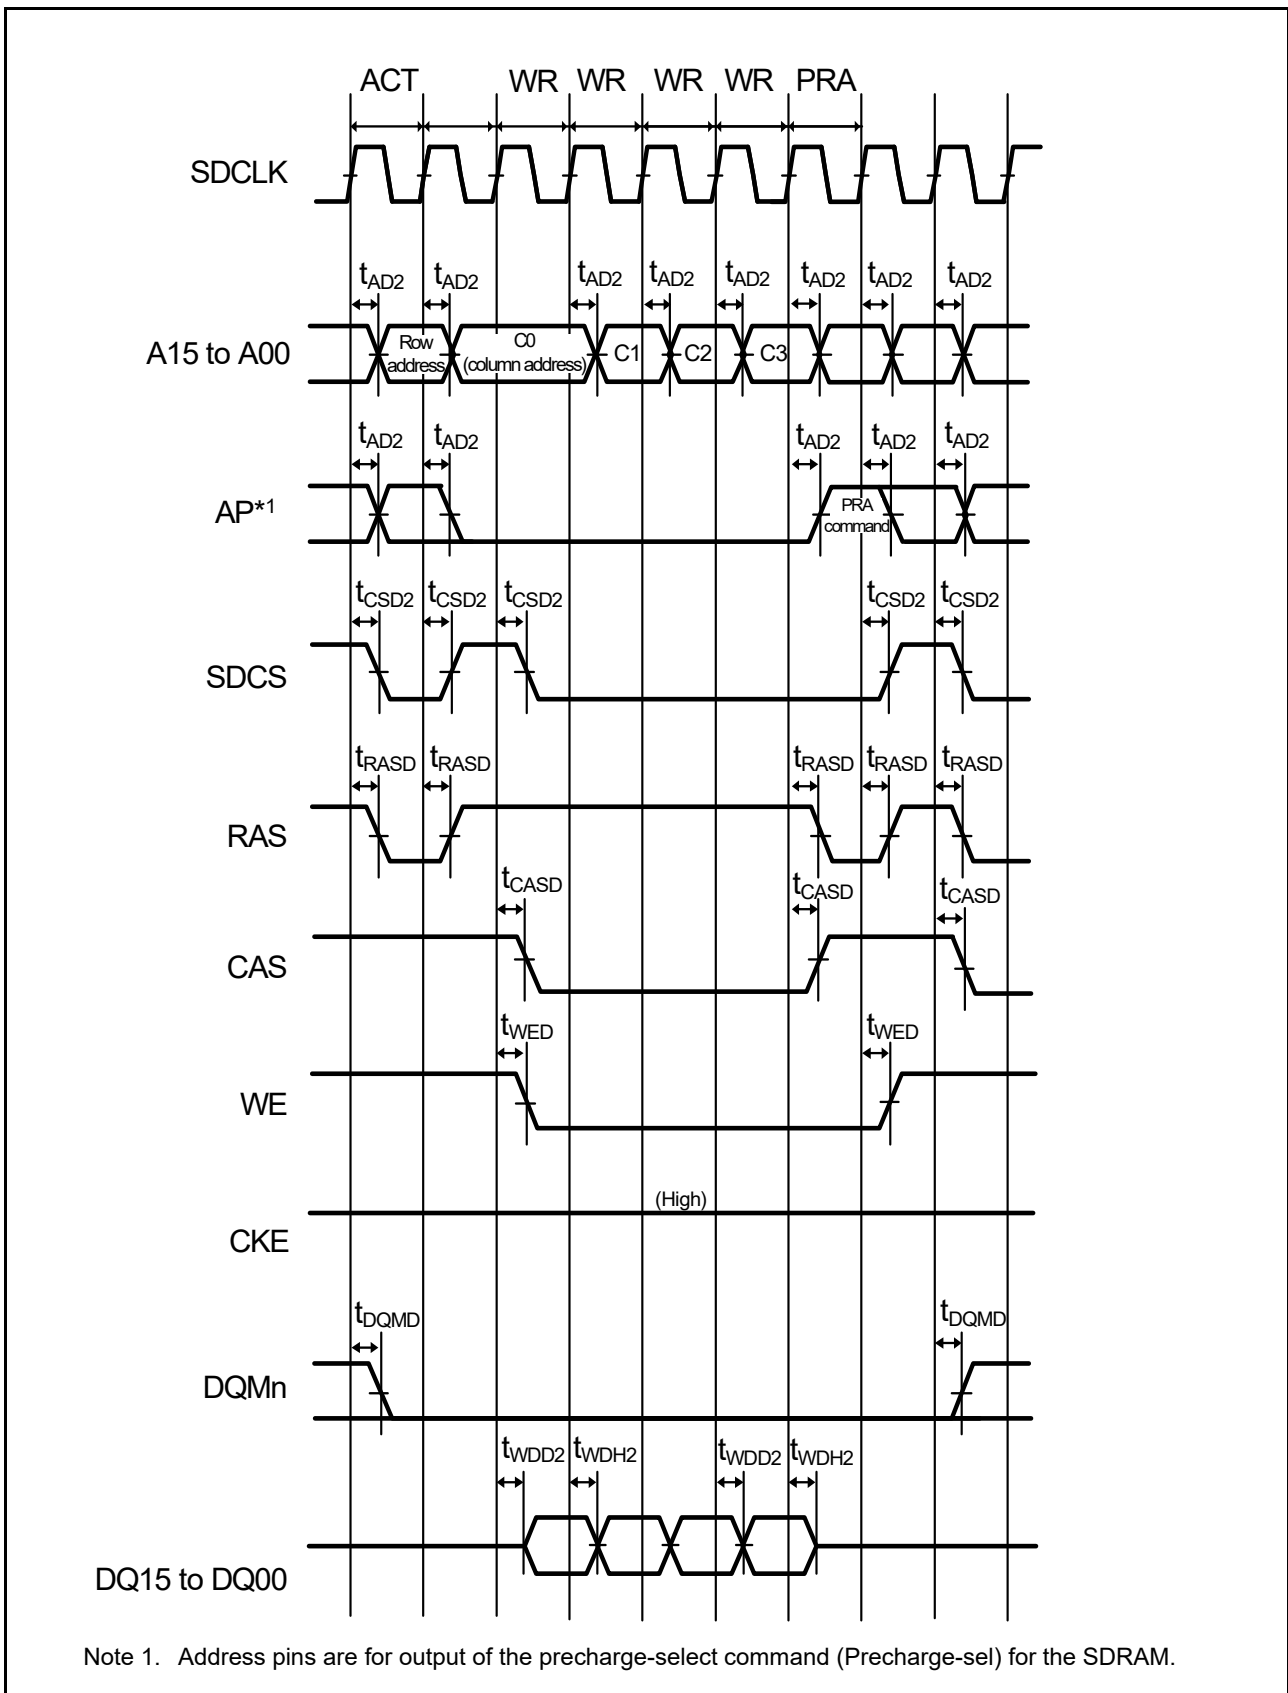 ACT WR WR WR WR PRA
SDCLK
tAD2 tAD2 tAD2 tAD2 tAD2 tAD2 tAD2 tAD2
A15 to A00
Row address
C0 (column address)
C1
C2
C3
tAD2 tAD2 tAD2 tAD2 tAD2
AP*1
PRA
command
tCSD2 tCSD2 tCSD2 tCSD2 tCSD2
SDCS
tRASD tRASD tRASD tRASD tRASD
RAS
tCASD tCASD tCASD
CAS
tWED tWED
WE
(High)
CKE
tDQMD tDQMD
DQMn
tWDD2 tWDH2 tWDD2 tWDH2
DQ15 to DQ00
Note 1. Address pins are for output of the precharge-select command (Precharge-sel) for the SDRAM.